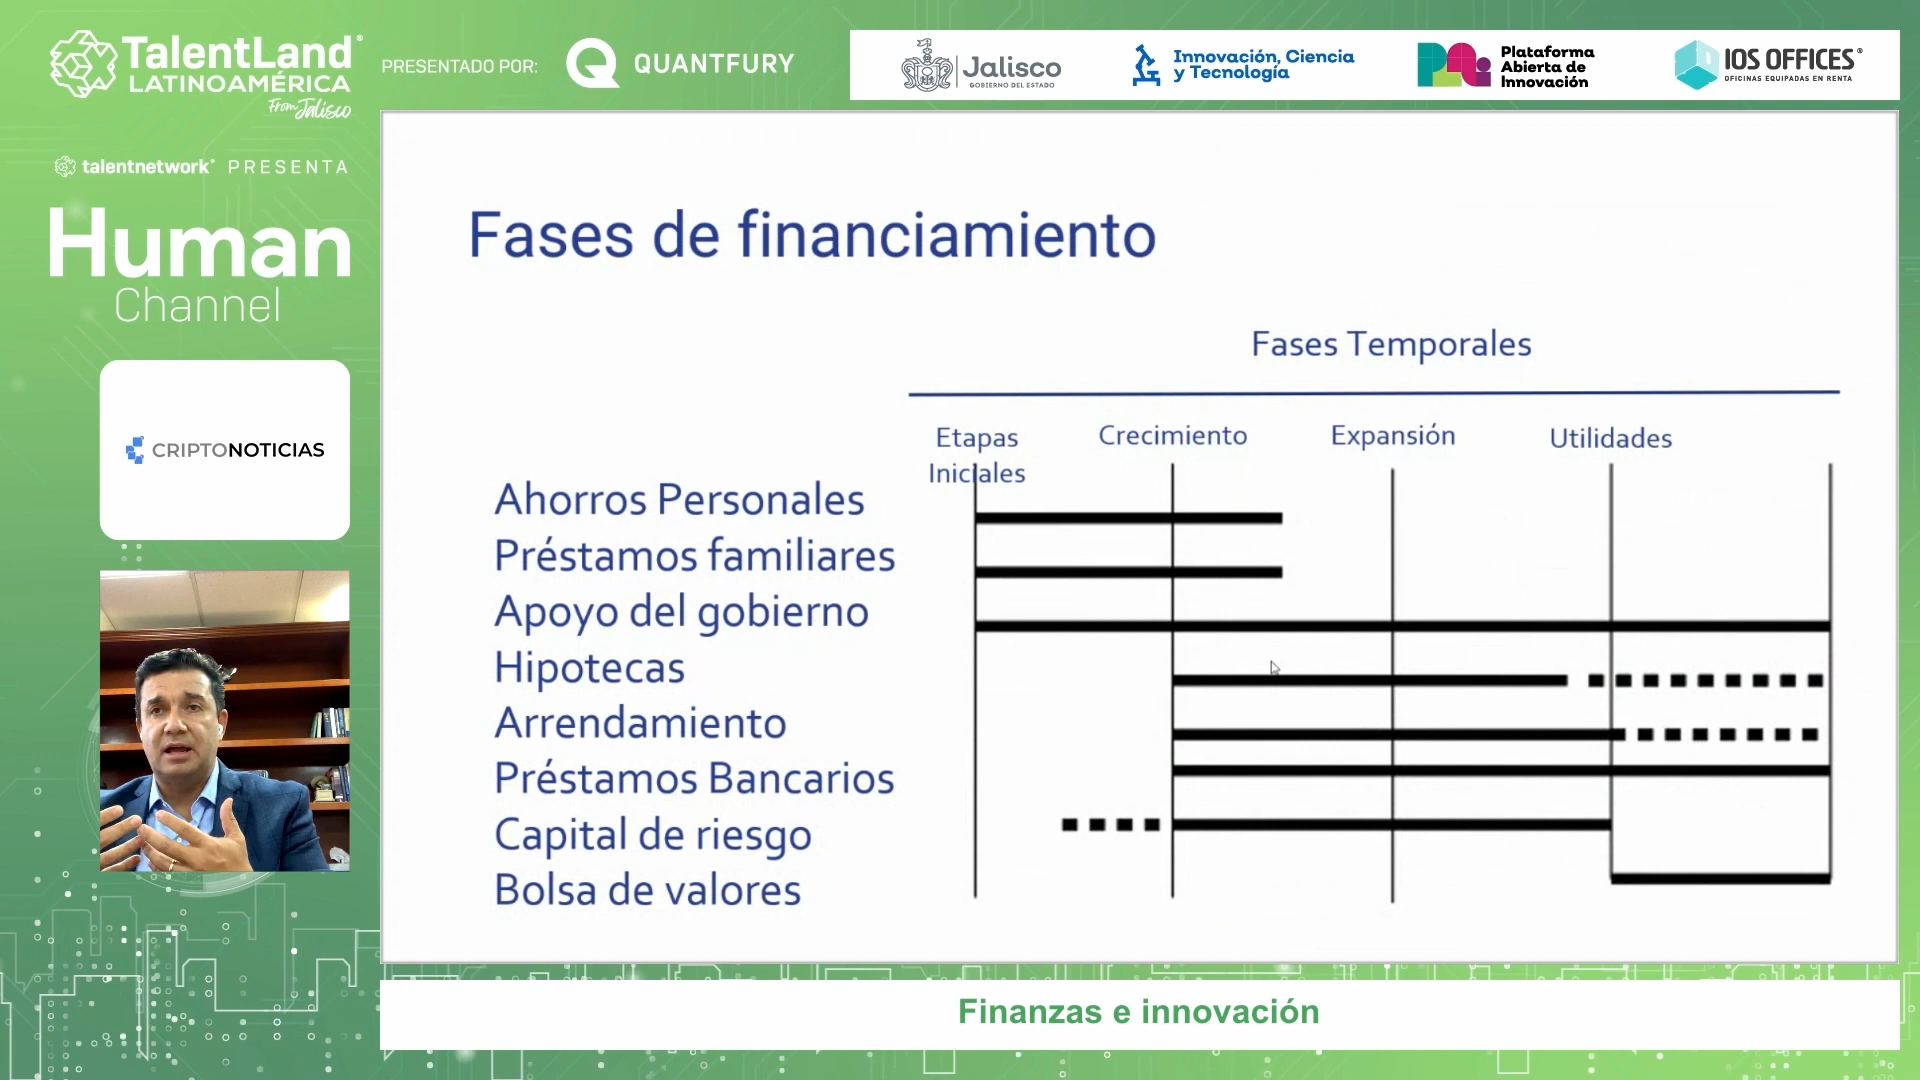 TalentLand®
LATINOAMÉRICA
From Jalisco
PRESENTADO POR:
QUANTFURY
Jalisco
GOBIERNO DEL ESTADO
Innovación, Ciencia
y Tecnología
Plataforma
Abierta de
Innovación
IOS OFFICES®
OFICINAS EQUIPADAS EN RENTA
talentnetwork® PRESENTA
Human
Channel
CRIPTONOTICIAS
Fases de financiamiento
Fases Temporales
Etapas
Iniciales
Crecimiento
Expansión
Utilidades
Ahorros Personales
Préstamos familiares
Apoyo del gobierno
Hipotecas
Arrendamiento
Préstamos Bancarios
Capital de riesgo
Bolsa de valores
Finanzas e innovación